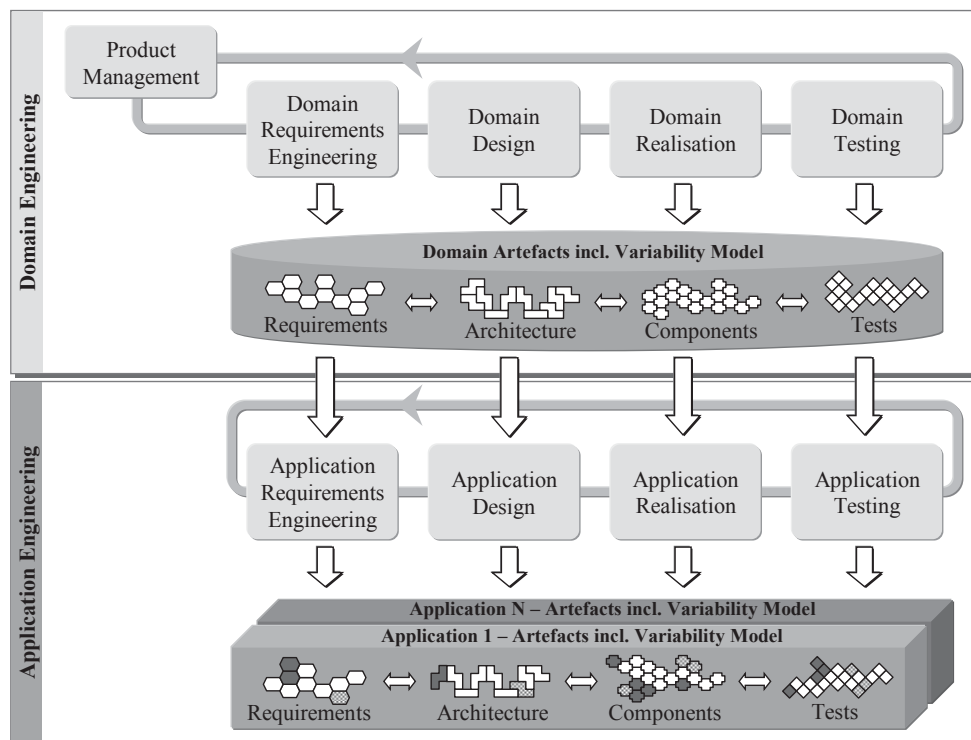 Domain Engineering
Product
Management
Domain
Requirements
Engineering
Domain
Design
Domain
Realisation
Domain
Testing
Domain Artefacts incl. Variability Model
Requirements
Architecture
Components
Tests
Application Engineering
Application
Requirements
Engineering
Application
Design
Application
Realisation
Application
Testing
Application N – Artefacts incl. Variability Model
Application 1 – Artefacts incl. Variability Model
Requirements
Architecture
Components
Tests